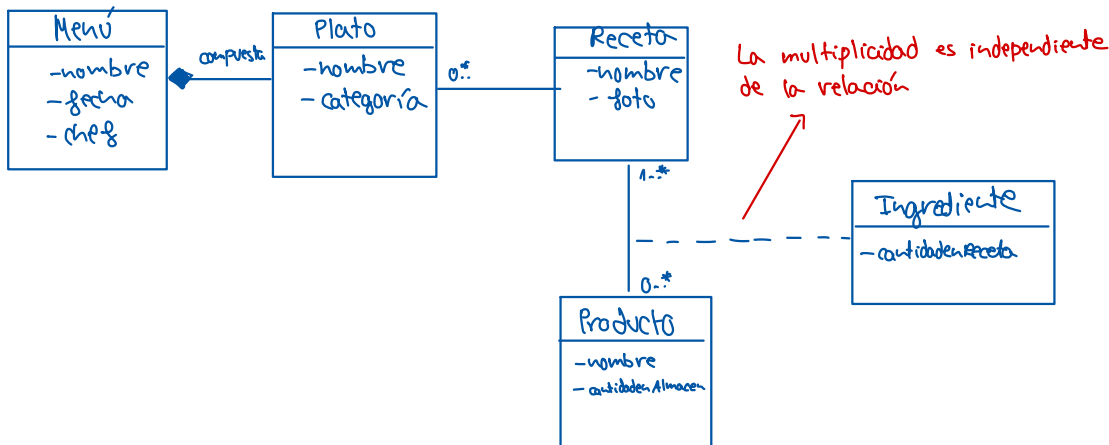 Menú
-nombre
-fecha
-chef
compuesta
Plato
-nombre
-categoría
0..*
Receta
-nombre
-foto
La multiplicidad es independiente
de la relación
1..*
Ingrediente
-cantidadenReceta
0..*
Producto
-nombre
-cantidadenAlmacen